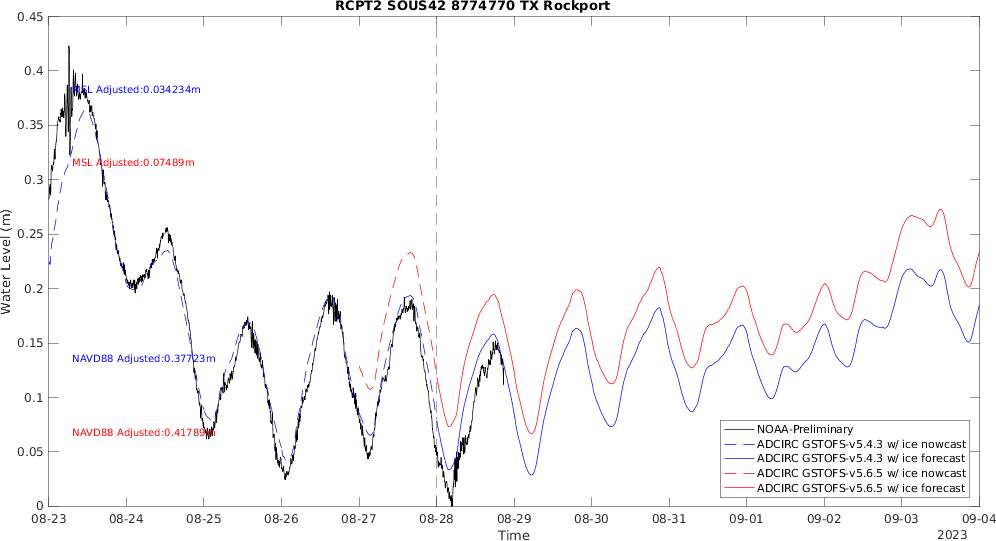 RCPT2 SOUS42 8774770 TX Rockport
0.45
0.4
0.35
0.3
0.25
0.2
0.15
0.1
0.05
0
Water Level (m)
MSL Adjusted:0.034234m
MSL Adjusted:0.07489m
NAVD88 Adjusted:0.37723m
NAVD88 Adjusted:0.41789m
NOAA-Preliminary
ADCIRC GSTOFS-v5.4.3 w/ ice nowcast
ADCIRC GSTOFS-v5.4.3 w/ ice forecast
ADCIRC GSTOFS-v5.6.5 w/ ice nowcast
ADCIRC GSTOFS-v5.6.5 w/ ice forecast
08-23 08-24 08-25 08-26 08-27 08-28 08-29 08-30 08-31 09-01 09-02 09-03 09-04
Time
2023